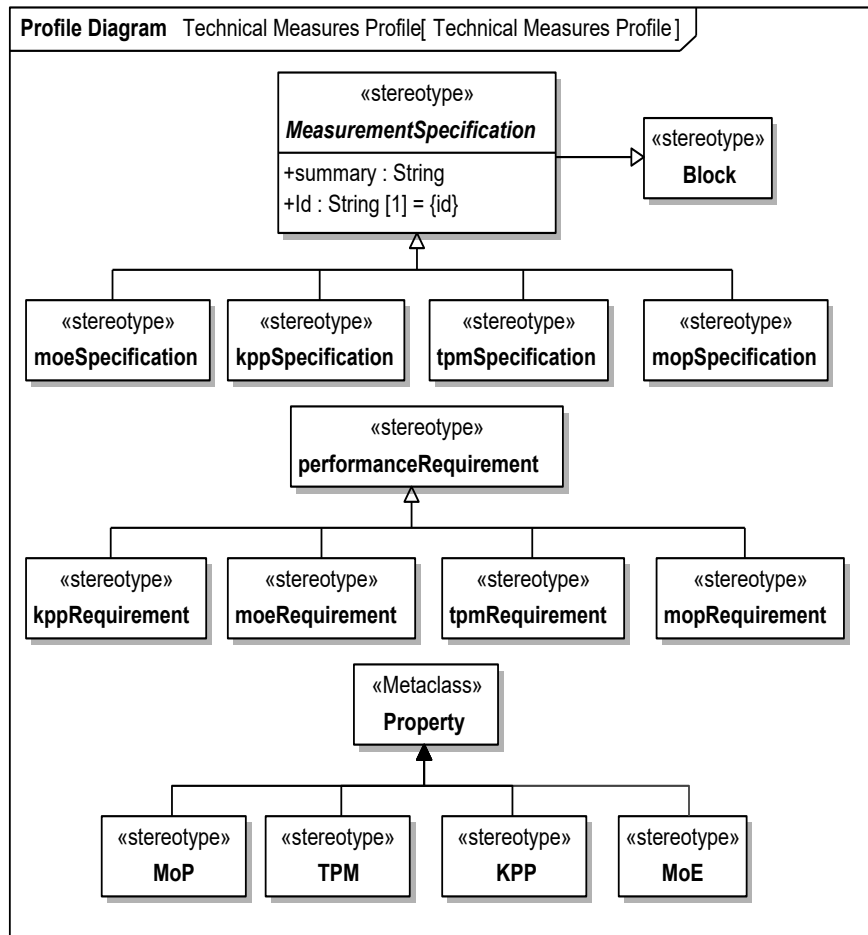 Profile Diagram Technical Measures Profile[ Technical Measures Profile ]
«stereotype»
MeasurementSpecification
+summary : String
+Id : String [1] = {id}
«stereotype»
Block
«stereotype»
moeSpecification
«stereotype»
kppSpecification
«stereotype»
tpmSpecification
«stereotype»
mopSpecification
«stereotype»
performanceRequirement
«stereotype»
kppRequirement
«stereotype»
moeRequirement
«stereotype»
tpmRequirement
«stereotype»
mopRequirement
«Metaclass»
Property
«stereotype»
MoP
«stereotype»
TPM
«stereotype»
KPP
«stereotype»
MoE